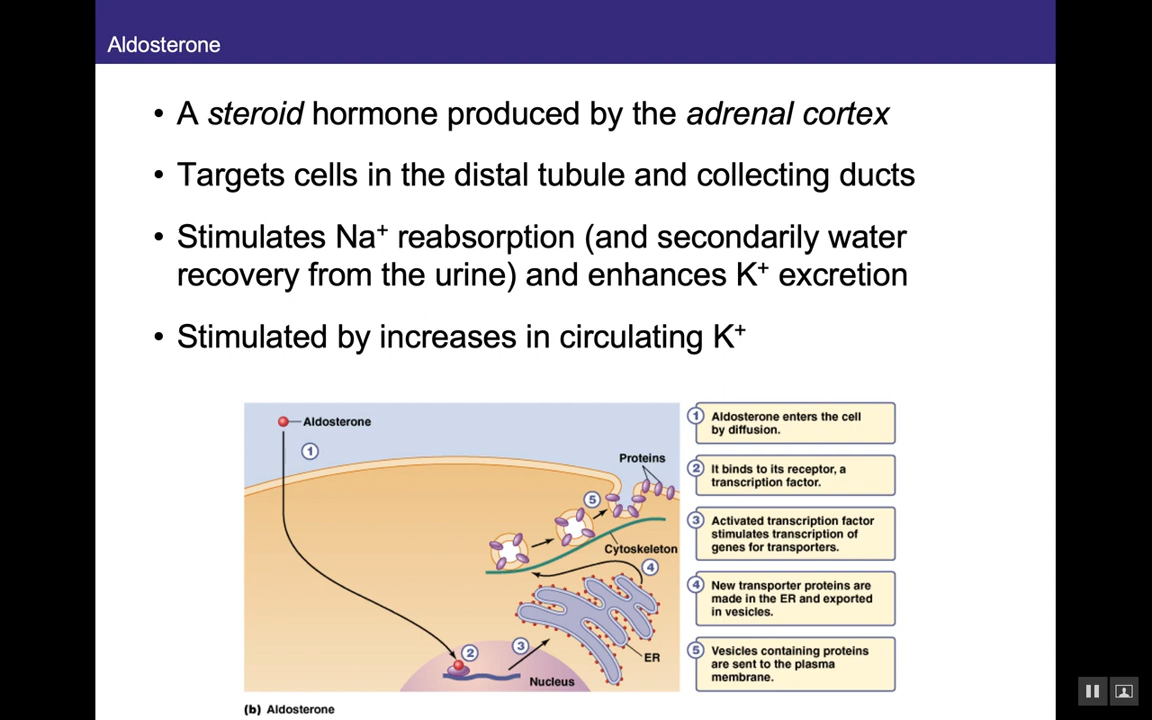 Aldosterone
• A steroid hormone produced by the adrenal cortex
• Targets cells in the distal tubule and collecting ducts
• Stimulates Na⁺ reabsorption (and secondarily water
recovery from the urine) and enhances K⁺ excretion
• Stimulated by increases in circulating K⁺
Aldosterone
1
Proteins
5
Cytoskeleton
4
2
3
ER
Nucleus
1 Aldosterone enters the cell
by diffusion.
2 It binds to its receptor, a
transcription factor.
3 Activated transcription factor
stimulates transcription of
genes for transporters.
4 New transporter proteins are
made in the ER and exported
in vesicles.
5 Vesicles containing proteins
are sent to the plasma
membrane.
(b) Aldosterone